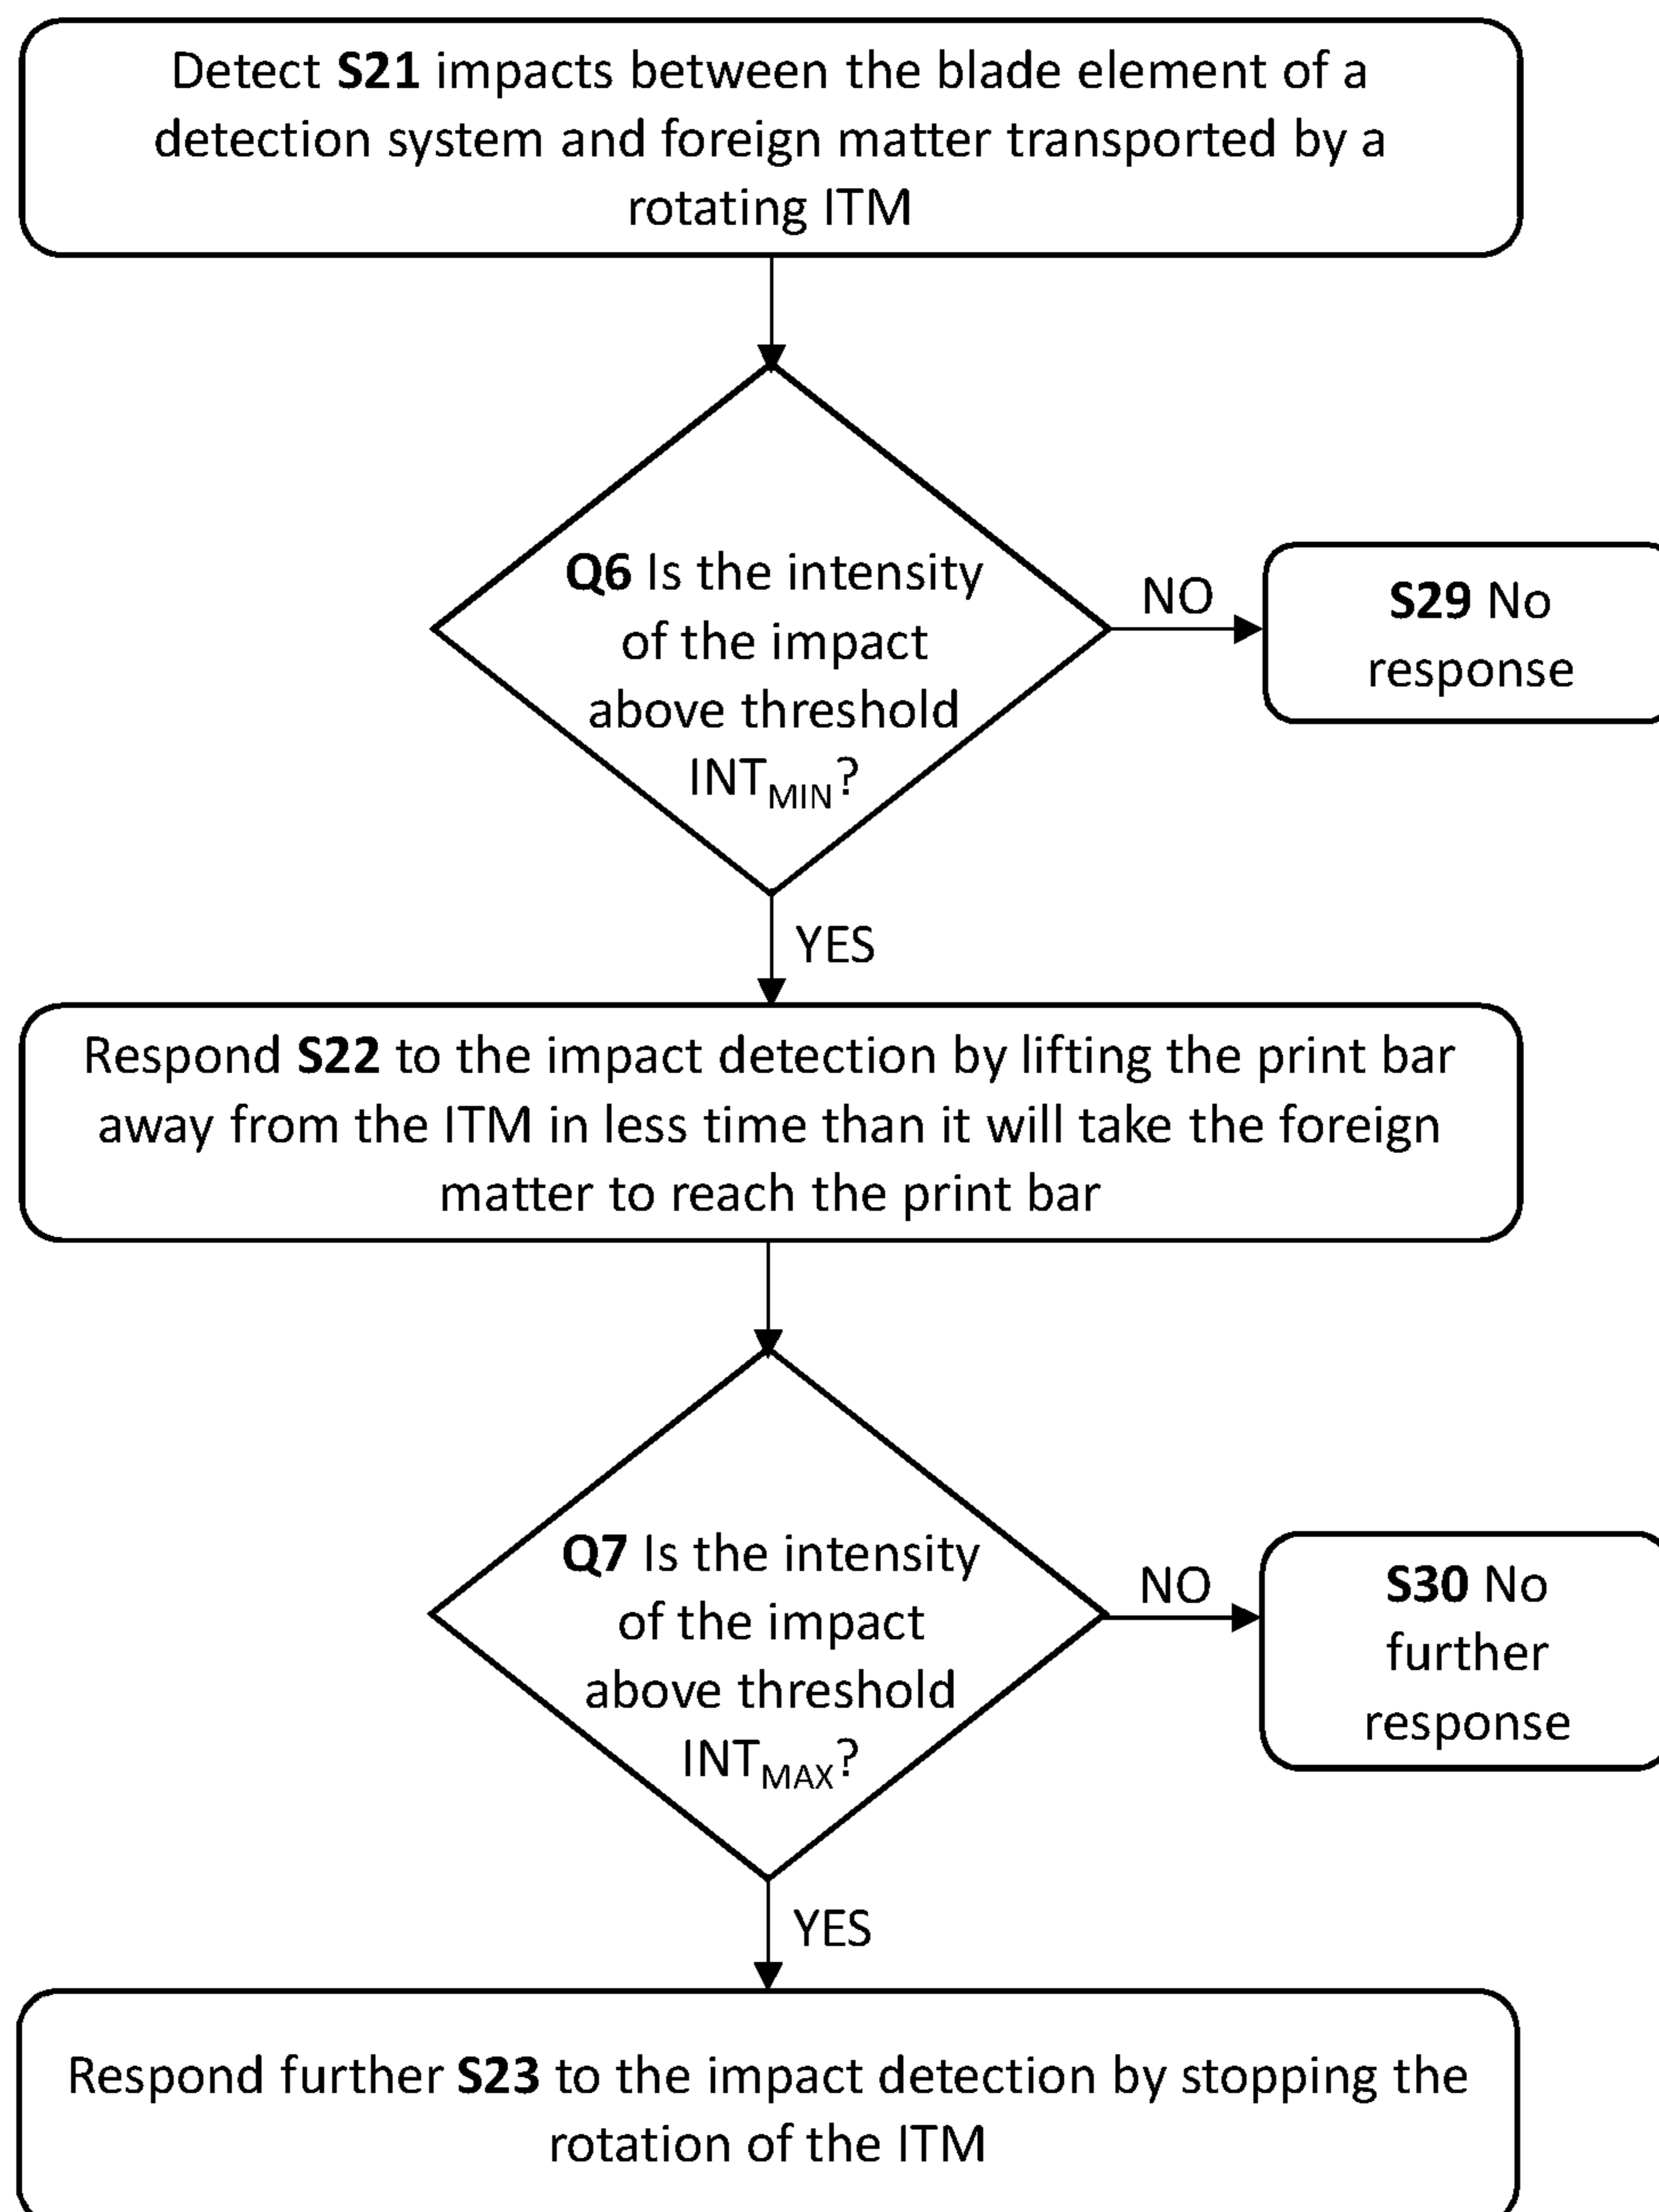 Detect S21 impacts between the blade element of a
detection system and foreign matter transported by a
rotating ITM
Q6 Is the intensity
of the impact
above threshold
INT_MIN?
NO
S29 No
response
YES
Respond S22 to the impact detection by lifting the print bar
away from the ITM in less time than it will take the foreign
matter to reach the print bar
Q7 Is the intensity
of the impact
above threshold
INT_MAX?
NO
S30 No
further
response
YES
Respond further S23 to the impact detection by stopping the
rotation of the ITM